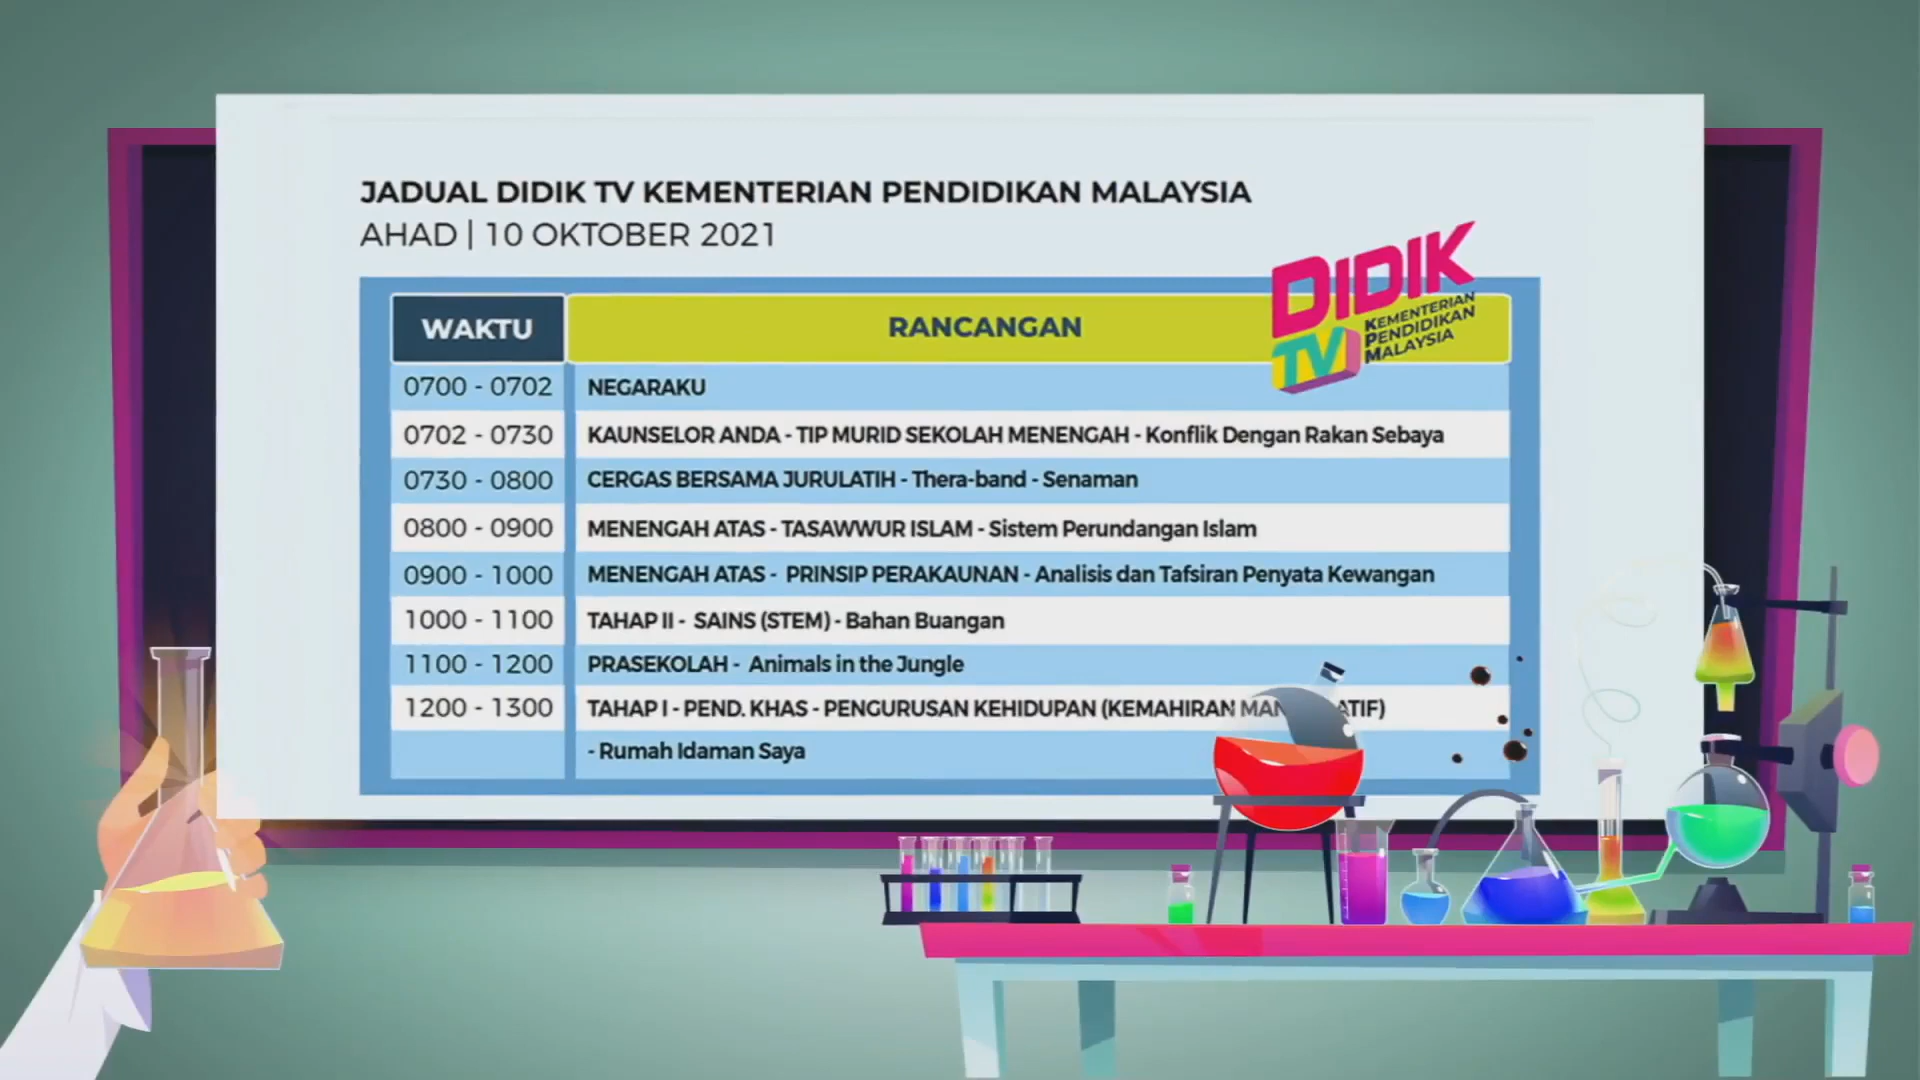 JADUAL DIDIK TV KEMENTERIAN PENDIDIKAN MALAYSIA
AHAD | 10 OKTOBER 2021
DIDIK
TV
KEMENTERIAN
PENDIDIKAN
MALAYSIA
WAKTU RANCANGAN
0700 - 0702 NEGARAKU
0702 - 0730 KAUNSELOR ANDA - TIP MURID SEKOLAH MENENGAH - Konflik Dengan Rakan Sebaya
0730 - 0800 CERGAS BERSAMA JURULATIH - Thera-band - Senaman
0800 - 0900 MENENGAH ATAS - TASAWWUR ISLAM - Sistem Perundangan Islam
0900 - 1000 MENENGAH ATAS - PRINSIP PERAKAUNAN - Analisis dan Tafsiran Penyata Kewangan
1000 - 1100 TAHAP II - SAINS (STEM) - Bahan Buangan
1100 - 1200 PRASEKOLAH - Animals in the Jungle
1200 - 1300 TAHAP I - PEND. KHAS - PENGURUSAN KEHIDUPAN (KEMAHIRAN
- Rumah Idaman Saya